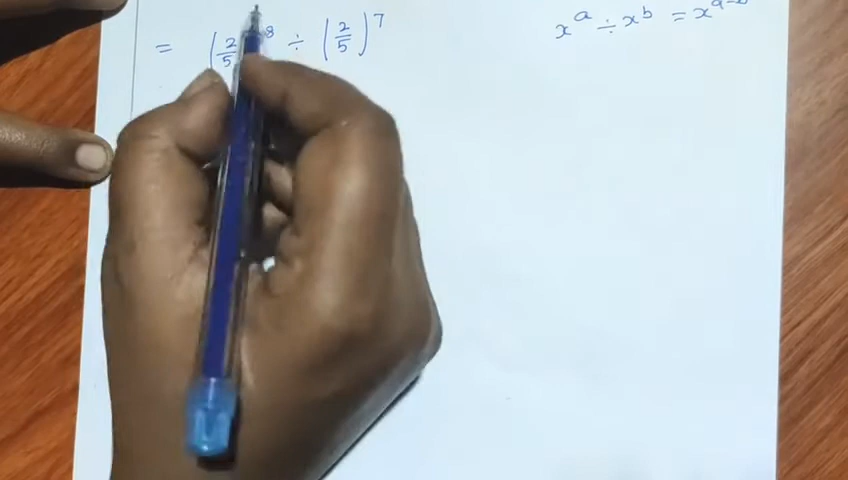 = (2/5)^8 ÷ (2/5)^7
x^a ÷ x^b = x^a-b